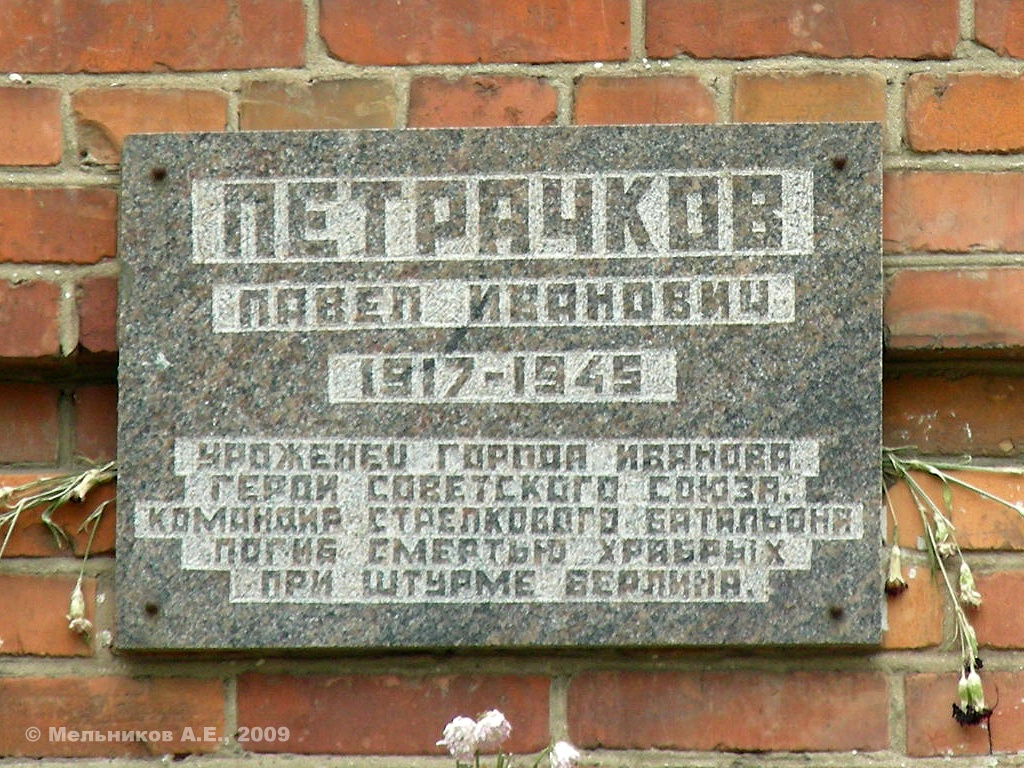 ПЕТРАЧКОВ
ПАВЕЛ ИВАНОВИЧ
1917-1945
УРОЖЕНЕЦ ГОРОДА ИВАНОВА
ГЕРОЙ СОВЕТСКОГО СОЮЗА.
КОМАНДИР СТРЕЛКОВОГО БАТАЛЬОНА
ПОГИБ СМЕРТЬЮ ХРАБРЫХ
ПРИ ШТУРМЕ БЕРЛИНА.
© Мельников А.Е., 2009